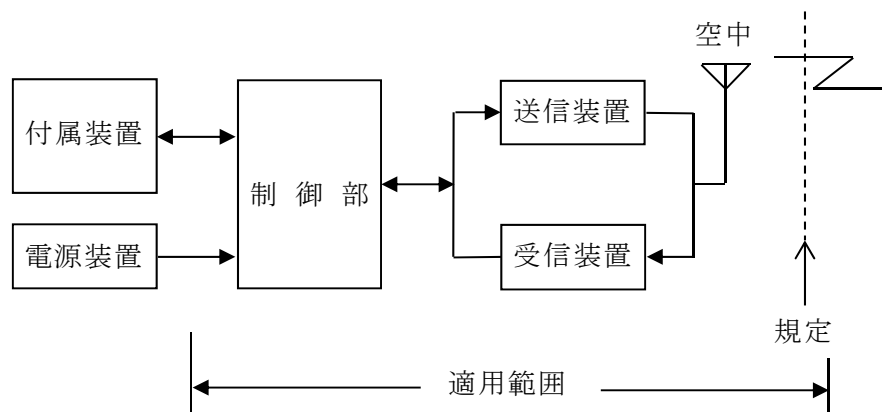 空中
付属装置
送信装置
制 御 部
電源装置
受信装置
規定
適用範囲